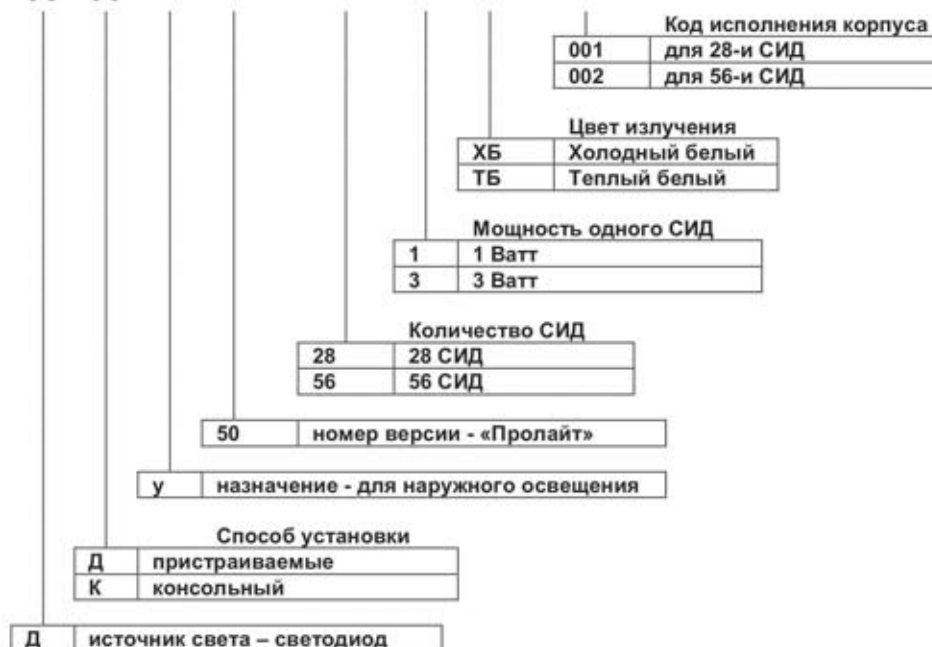 Код исполнения корпуса
001 для 28-и СИД
002 для 56-и СИД
Цвет излучения
ХБ Холодный белый
ТБ Теплый белый
Мощность одного СИД
1 1 Ватт
3 3 Ватт
Количество СИД
28 28 СИД
56 56 СИД
50 номер версии - «Пролайт»
у назначение - для наружного освещения
Способ установки
Д пристраиваемые
К консольный
Д источник света – светодиод